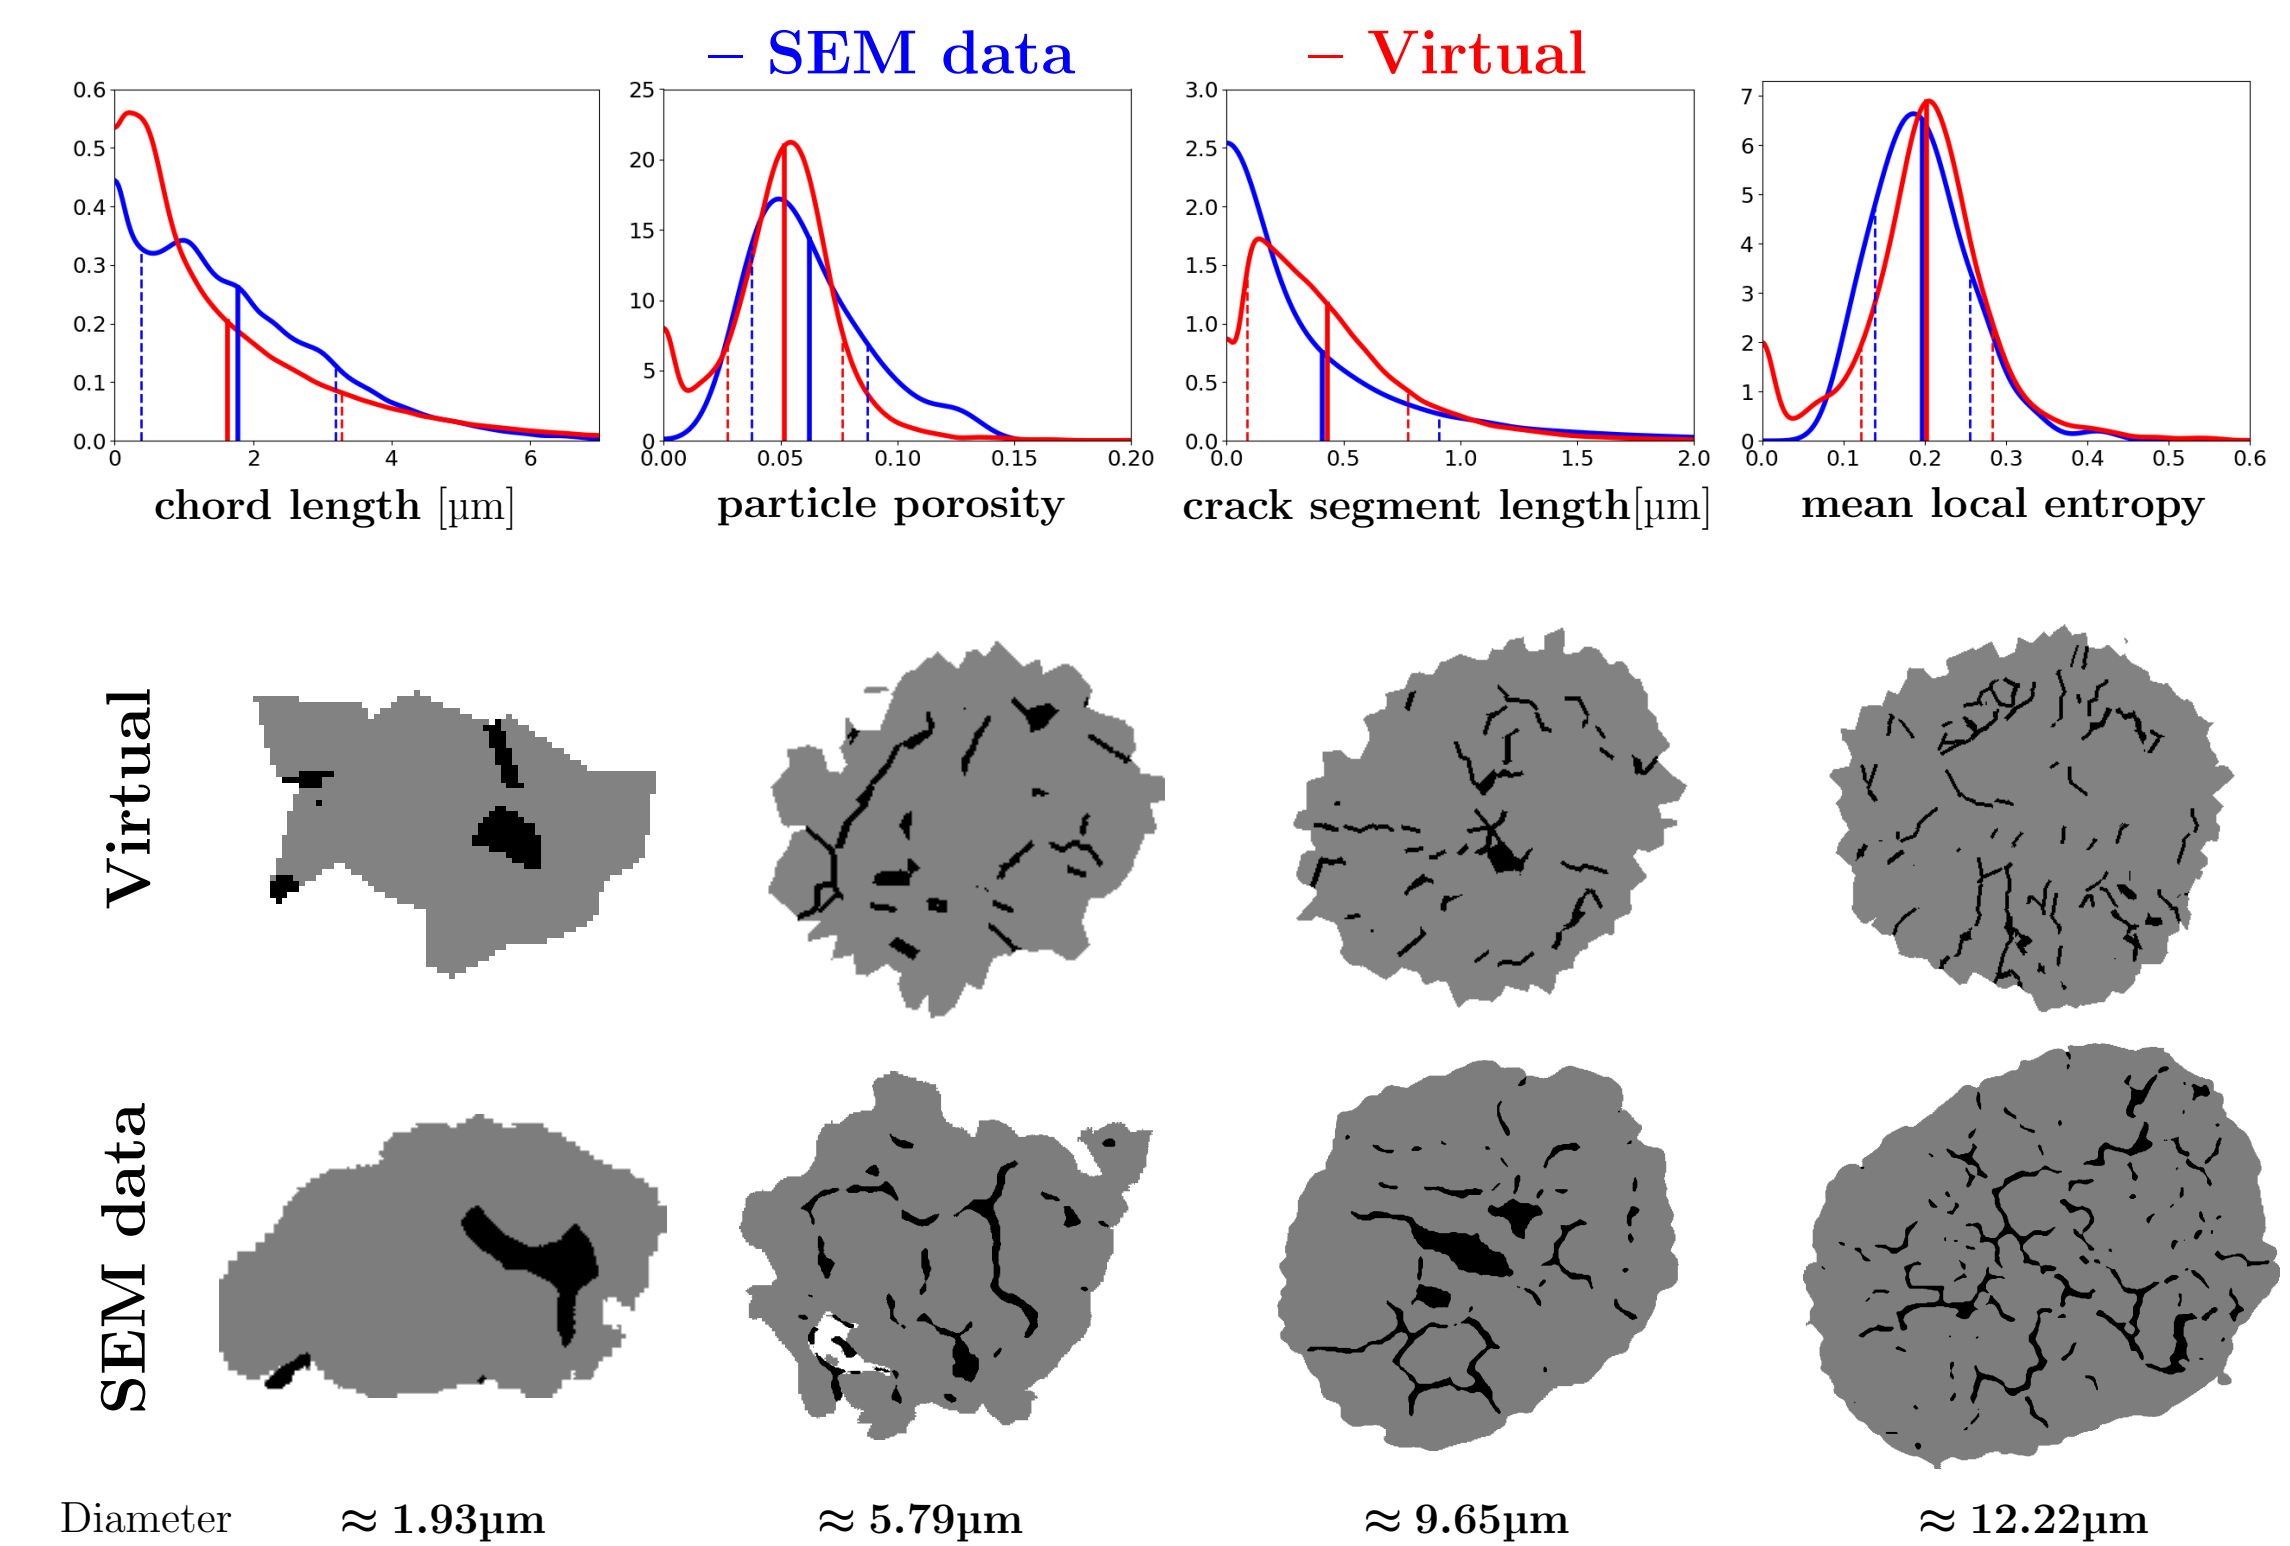 – SEM data – Virtual
0.6 0.5 0.4 0.3 0.2 0.1 0.0
0 2 4 6
chord length [µm]
25 20 15 10 5 0
0.00 0.05 0.10 0.15 0.20
particle porosity
3.0 2.5 2.0 1.5 1.0 0.5 0.0
0.0 0.5 1.0 1.5 2.0
crack segment length[µm]
7 6 5 4 3 2 1 0
0.0 0.1 0.2 0.3 0.4 0.5 0.6
mean local entropy
Virtual
SEM data
Diameter ≈ 1.93µm ≈ 5.79µm ≈ 9.65µm ≈ 12.22µm